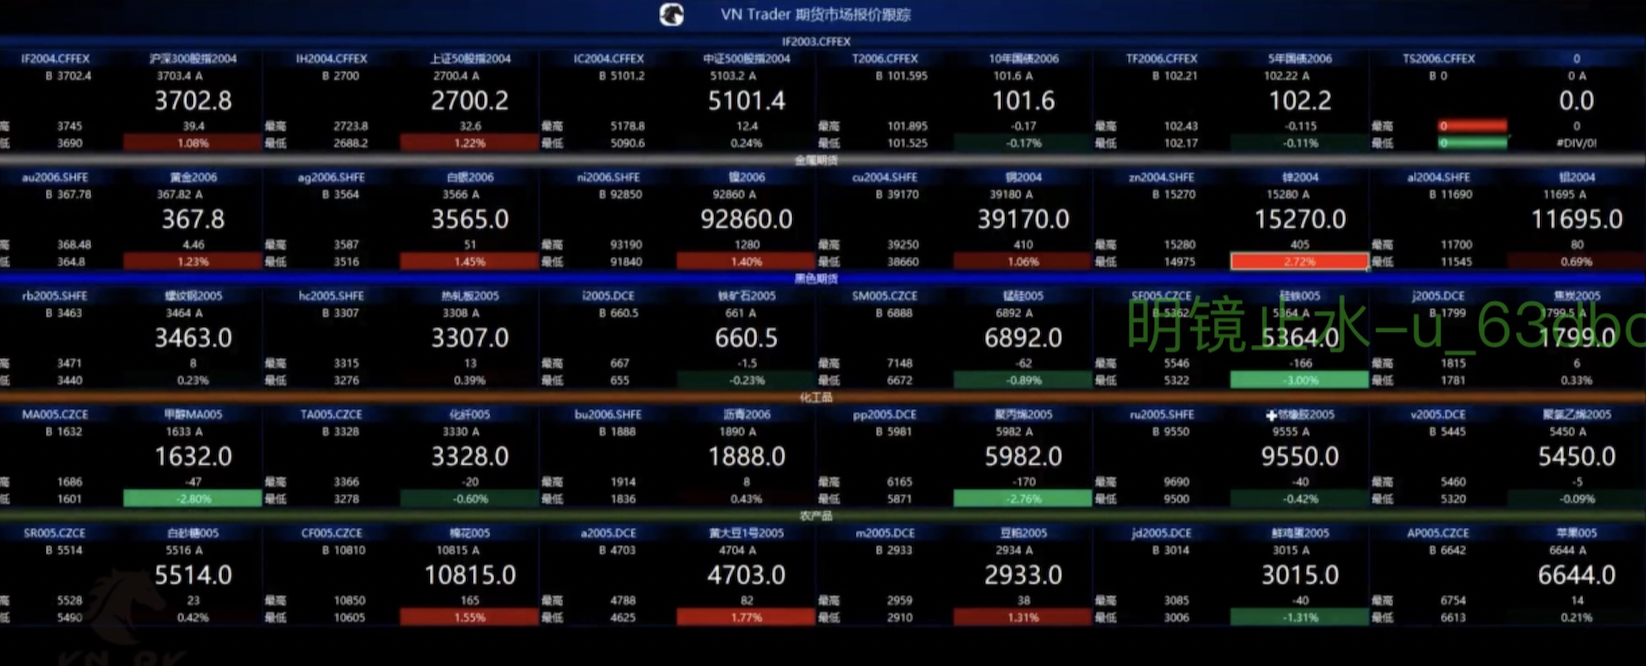 VN Trader 期货市场报价跟踪
IF2003.CFFEX
IF2004.CFFEX 沪深300股指2004 IH2004.CFFEX 上证50股指2004 IC2004.CFFEX 中证500股指2004 T2006.CFFEX 10年国债2006 TF2006.CFFEX 5年国债2006 TS2006.CFFEX 0
B 3702.4 3703.4 A B 2700 2700.4 A B 5101.2 5103.2 A B 101.595 101.6 A B 102.21 102.22 A B 0 0 A
3702.8 2700.2 5101.4 101.6 102.2 0.0
高 3745 39.4 最高 2723.8 32.6 最高 5178.8 12.4 最高 101.895 -0.17 最高 102.43 -0.115 最高 0 0
低 3690 1.08% 最低 2688.2 1.22% 最低 5090.6 0.24% 最低 101.525 -0.17% 最低 102.17 -0.11% 最低 0 #DIV/0!
金属期货
au2006.SHFE 黄金2006 ag2006.SHFE 白银2006 ni2006.SHFE 镍2006 cu2004.SHFE 铜2004 zn2004.SHFE 锌2004 al2004.SHFE 铝2004
B 367.78 367.82 A B 3564 3566 A B 92850 92860 A B 39170 39180 A B 15270 15280 A B 11690 11695 A
367.8 3565.0 92860.0 39170.0 15270.0 11695.0
高 368.48 4.46 最高 3587 51 最高 93190 1280 最高 39250 410 最高 15280 405 最高 11700 80
低 364.8 1.23% 最低 3516 1.45% 最低 91840 1.40% 最低 38660 1.06% 最低 14975 2.72% 最低 11545 0.69%
黑色期货
rb2005.SHFE 螺纹钢2005 hc2005.SHFE 热轧板2005 i2005.DCE 铁矿石2005 SM005.CZCE 锰硅005 SF005.CZCE 硅铁005 j2005.DCE 焦炭2005
B 3463 3464 A B 3307 3308 A B 660.5 661 A B 6888 6892 A B 5362 5364 A B 1799 1799.5 A
3463.0 3307.0 660.5 6892.0 5364.0 1799.0
明镜止水-u_63dbc
高 3471 8 最高 3315 13 最高 667 -1.5 最高 7148 -62 最高 5546 -166 最高 1815 6
低 3440 0.23% 最低 3276 0.39% 最低 655 -0.23% 最低 6672 -0.89% 最低 5322 -3.00% 最低 1781 0.33%
化工品
MA005.CZCE 甲醇MA005 TA005.CZCE 化纤005 bu2006.SHFE 沥青2006 pp2005.DCE 聚丙烯2005 ru2005.SHFE 橡胶2005 v2005.DCE 聚氯乙烯2005
B 1632 1633 A B 3328 3330 A B 1888 1890 A B 5981 5982 A B 9550 9555 A B 5445 5450 A
1632.0 3328.0 1888.0 5982.0 9550.0 5450.0
高 1686 -47 最高 3366 -20 最高 1914 8 最高 6165 -170 最高 9690 -40 最高 5460 -5
低 1601 -2.80% 最低 3278 -0.60% 最低 1836 0.43% 最低 5871 -2.76% 最低 9500 -0.42% 最低 5320 -0.09%
农产品
SR005.CZCE 白砂糖005 CF005.CZCE 棉花005 a2005.DCE 黄大豆1号2005 m2005.DCE 豆粕2005 jd2005.DCE 鲜鸡蛋2005 AP005.CZCE 苹果005
B 5514 5516 A B 10810 10815 A B 4703 4704 A B 2933 2934 A B 3014 3015 A B 6642 6644 A
5514.0 10815.0 4703.0 2933.0 3015.0 6644.0
高 5528 23 最高 10850 165 最高 4788 82 最高 2959 38 最高 3085 -40 最高 6754 14
低 5490 0.42% 最低 10605 1.55% 最低 4625 1.77% 最低 2910 1.31% 最低 3006 -1.31% 最低 6613 0.21%